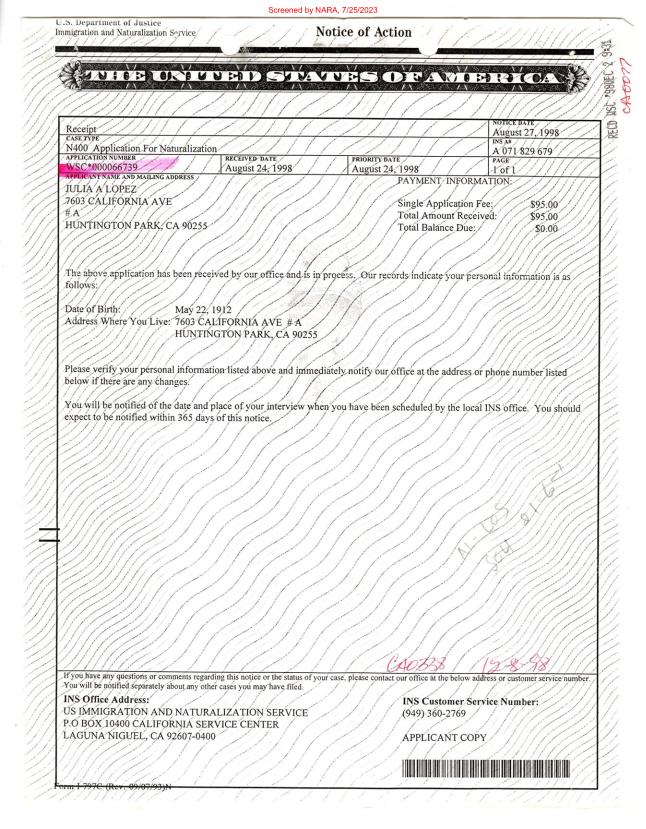 Screened by NARA, 7/25/2023
U.S. Department of Justice
Immigration and Naturalization Service
Notice of Action
THE UNITED STATES OF AMERICA
REC'D WSC '98 DEC -2 9:31
CA0077
Receipt
NOTICE DATE
August 27, 1998
CASE TYPE
N400 Application For Naturalization
INS A#
A 071 829 679
APPLICATION NUMBER
WSC*000066739
RECEIVED DATE
August 24, 1998
PRIORITY DATE
August 24, 1998
PAGE
1 of 1
APPLICANT NAME AND MAILING ADDRESS
JULIA A LOPEZ
7603 CALIFORNIA AVE
# A
HUNTINGTON PARK, CA 90255
PAYMENT INFORMATION:
Single Application Fee: $95.00
Total Amount Received: $95.00
Total Balance Due: $0.00
The above application has been received by our office and is in process. Our records indicate your personal information is as
follows:
Date of Birth: May 22, 1912
Address Where You Live: 7603 CALIFORNIA AVE # A
HUNTINGTON PARK, CA 90255
Please verify your personal information listed above and immediately notify our office at the address or phone number listed
below if there are any changes.
You will be notified of the date and place of your interview when you have been scheduled by the local INS office. You should
expect to be notified within 365 days of this notice.
CA0338 12-8-98
If you have any questions or comments regarding this notice or the status of your case, please contact our office at the below address or customer service number.
You will be notified separately about any other cases you may have filed.
INS Office Address:
US IMMIGRATION AND NATURALIZATION SERVICE
P.O BOX 10400 CALIFORNIA SERVICE CENTER
LAGUNA NIGUEL, CA 92607-0400
INS Customer Service Number:
(949) 360-2769
APPLICANT COPY
Form I-797C (Rev. 09/07/93)N